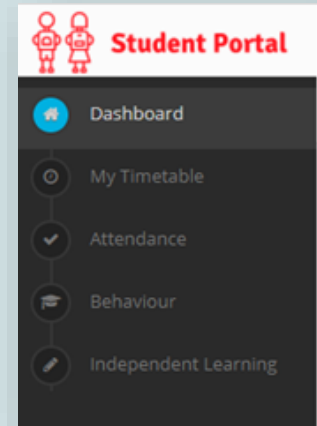 Student Portal
Dashboard
My Timetable
Attendance
Behaviour
Independent Learning